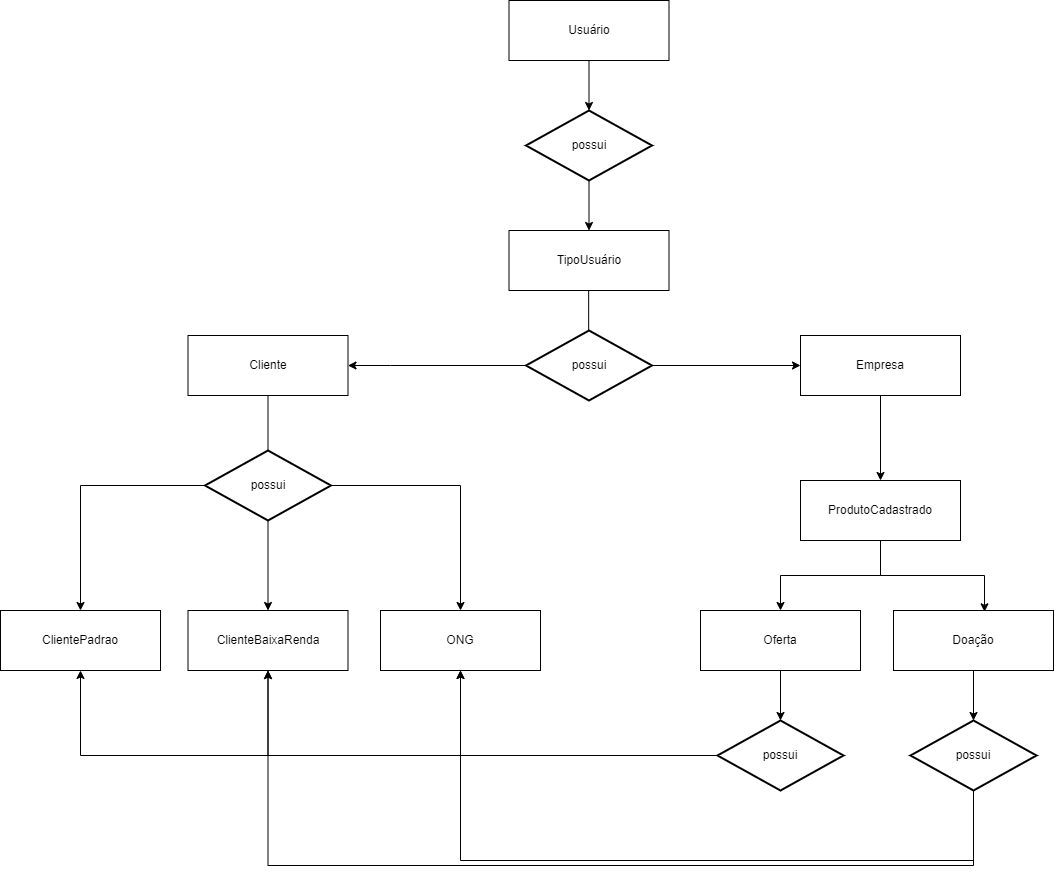 Usuário
possui
TipoUsuário
Cliente
possui
Empresa
possui
ProdutoCadastrado
ClientePadrao
ClienteBaixaRenda
ONG
Oferta
Doação
possui
possui